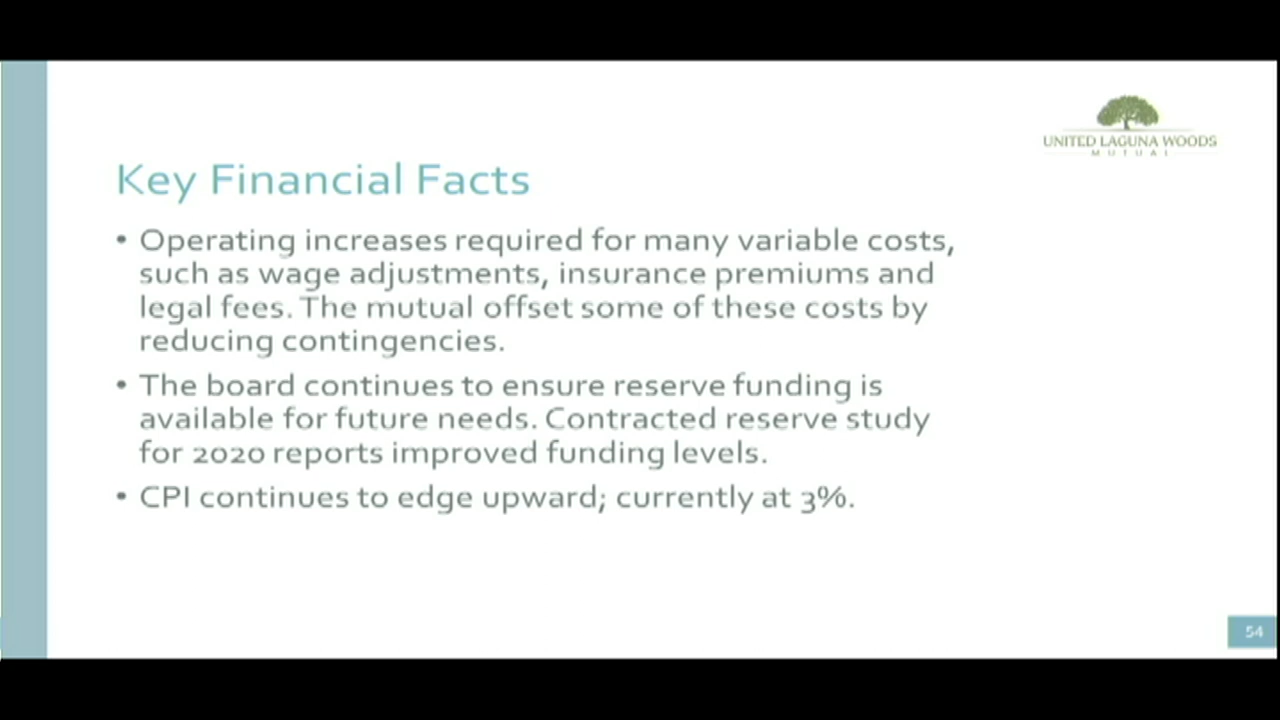 UNITED LAGUNA WOODS
MUTUAL
Key Financial Facts
• Operating increases required for many variable costs,
such as wage adjustments, insurance premiums and
legal fees. The mutual offset some of these costs by
reducing contingencies.
• The board continues to ensure reserve funding is
available for future needs. Contracted reserve study
for 2020 reports improved funding levels.
• CPI continues to edge upward; currently at 3%.
54